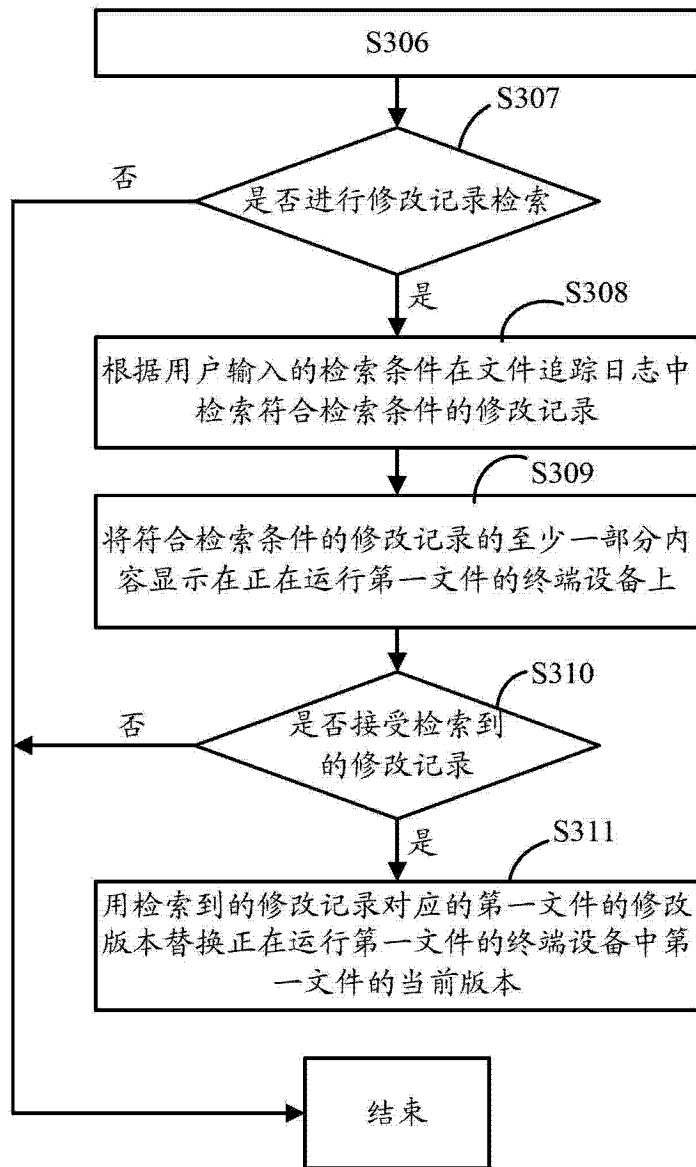 S306
S307
否
是否进行修改记录检索
是
S308
根据用户输入的检索条件在文件追踪日志中
检索符合检索条件的修改记录
S309
将符合检索条件的修改记录的至少一部分内
容显示在正在运行第一文件的终端设备上
S310
否
是否接受检索到
的修改记录
是
S311
用检索到的修改记录对应的第一文件的修改
版本替换正在运行第一文件的终端设备中第
一文件的当前版本
结束